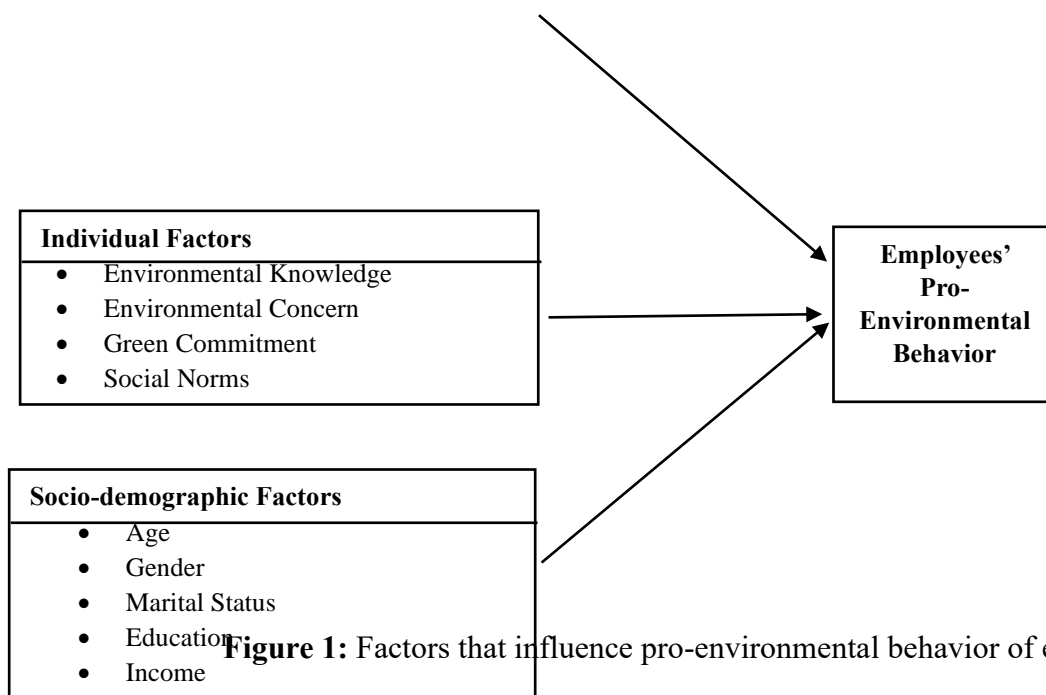 Individual Factors
• Environmental Knowledge
• Environmental Concern
• Green Commitment
• Social Norms
Employees’
Pro-
Environmental
Behavior
Socio-demographic Factors
• Age
• Gender
• Marital Status
• Education
• Income
Figure 1: Factors that influence pro-environmental behavior of